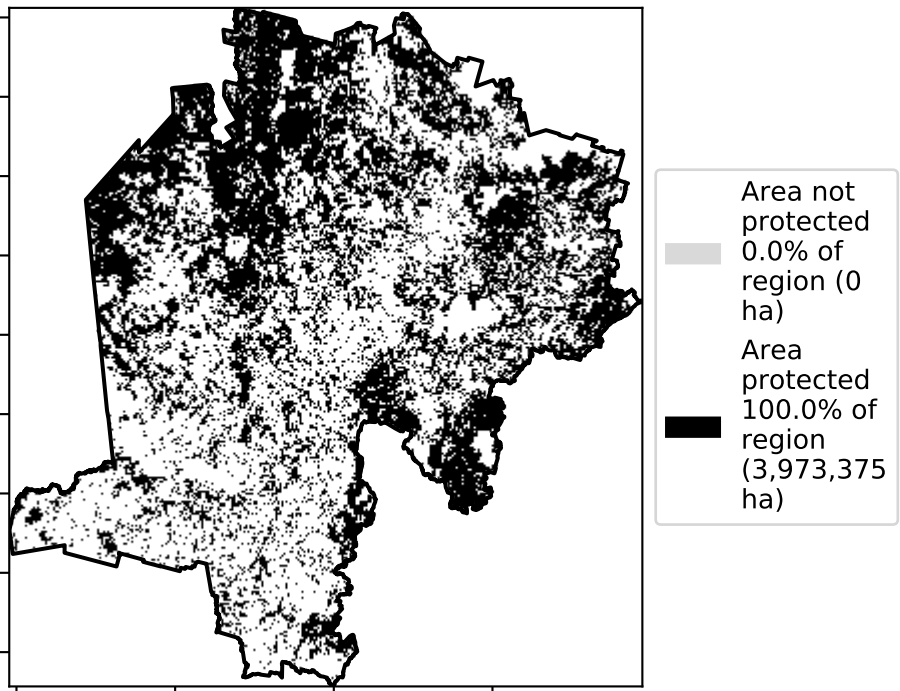 Area not
protected
0.0% of
region (0
ha)
Area
protected
100.0% of
region
(3,973,375
ha)